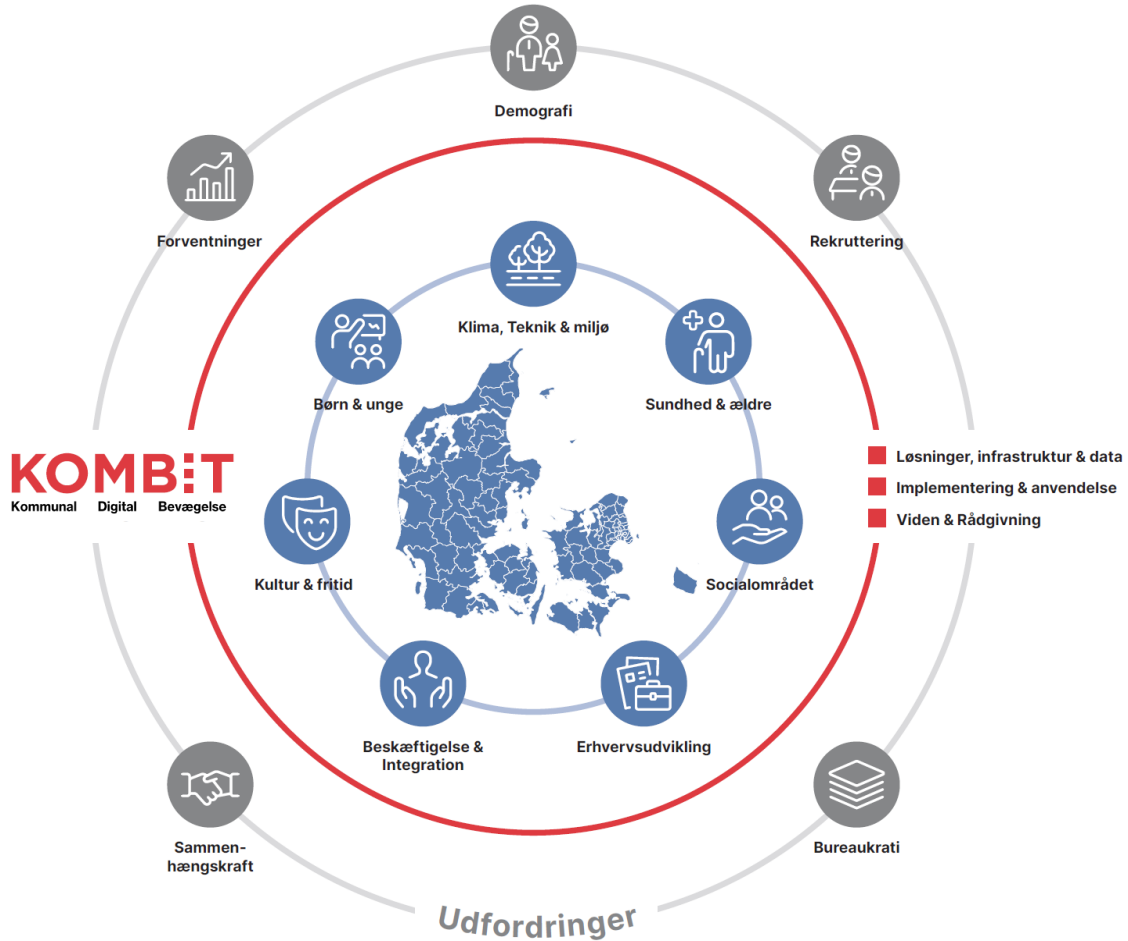 Demografi
Forventninger
Rekruttering
Klima, Teknik & miljø
Børn & unge
Sundhed & ældre
KOMBIT
Kommunal Digital Bevægelse
Løsninger, infrastruktur & data
Implementering & anvendelse
Viden & Rådgivning
Kultur & fritid
Socialområdet
Beskæftigelse &
Integration
Erhvervsudvikling
Sammen-
hængskraft
Bureaukrati
Udfordringer